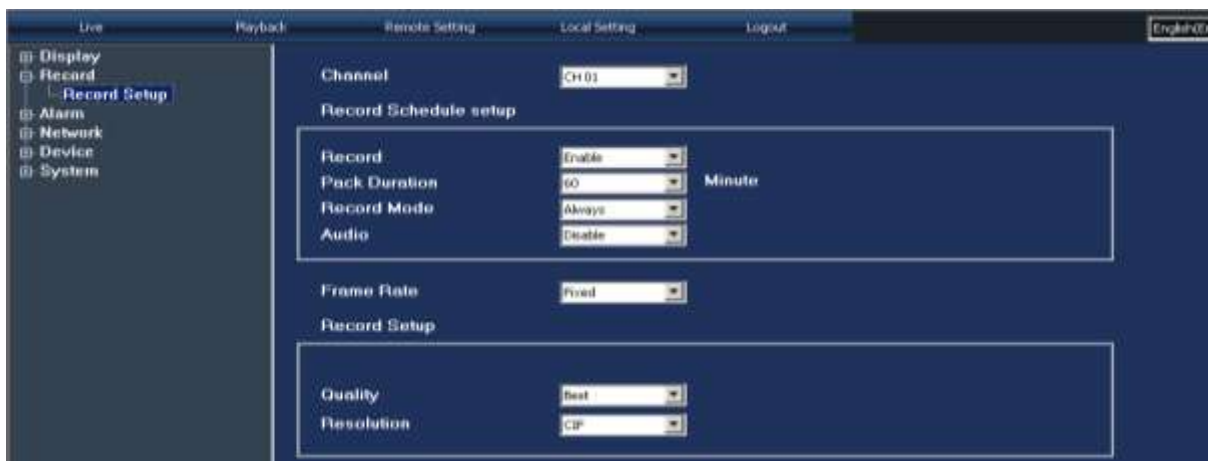 Live Playback Remote Setting Local Setting Logout
Display
Record
Record Setup
Alarm
Network
Device
System
Channel CH 01
Record Schedule setup
Record Enable
Pack Duration 60 Minute
Record Mode Always
Audio Disable
Frame Rate Fixed
Record Setup
Quality Best
Resolution CIF